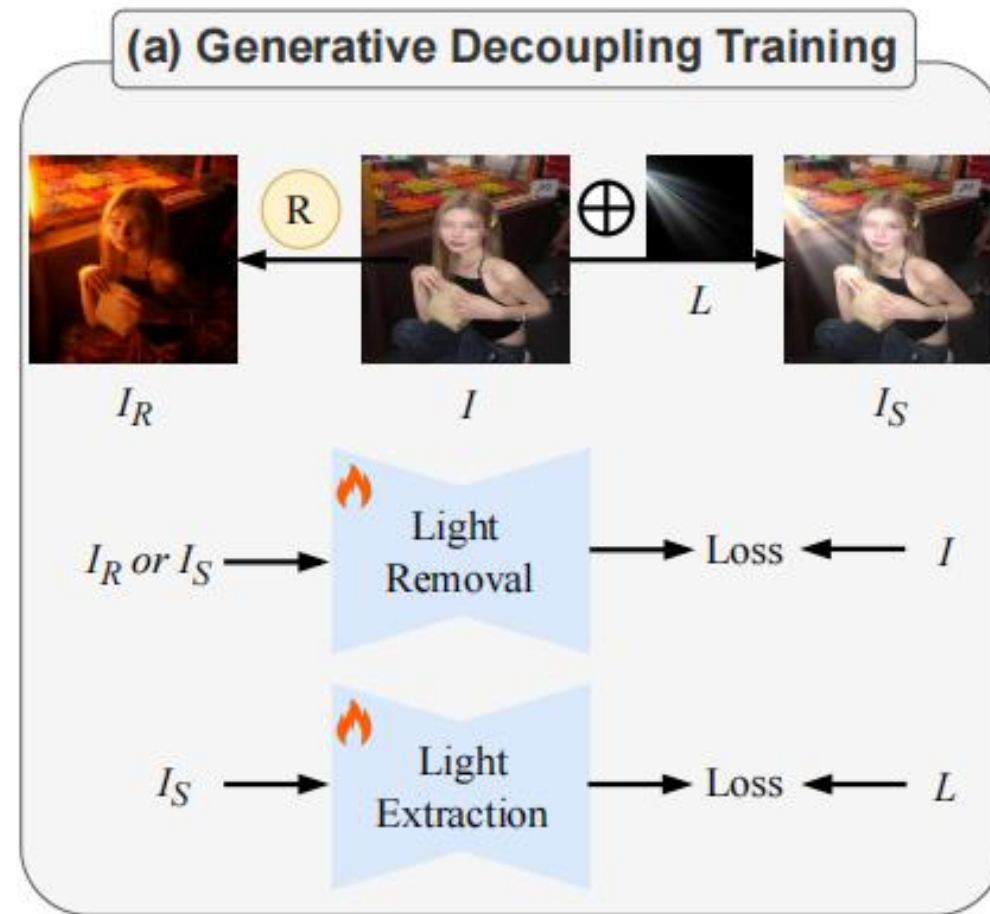 (a) Generative Decoupling Training
R
L
I_R
I
I_S
I_R or I_S
Light
Removal
Loss
I
I_S
Light
Extraction
Loss
L